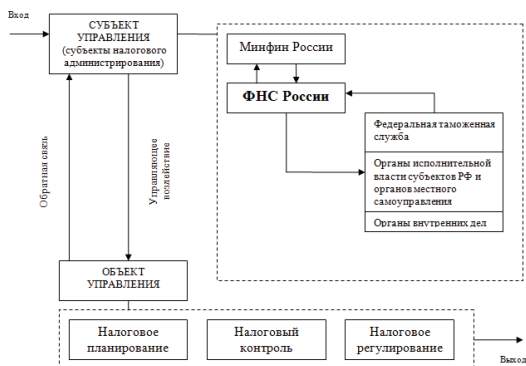 Вход
СУБЪЕКТ
УПРАВЛЕНИЯ
(субъекты налогового
администрирования)
Минфин России
ФНС России
Федеральная таможенная
служба
Органы исполнительной
власти субъектов РФ и
органов местного
самоуправления
Органы внутренних дел
Обратная связь
Управляющее
воздействие
ОБЪЕКТ
УПРАВЛЕНИЯ
Налоговое
планирование
Налоговый
контроль
Налоговое
регулирование
Выход